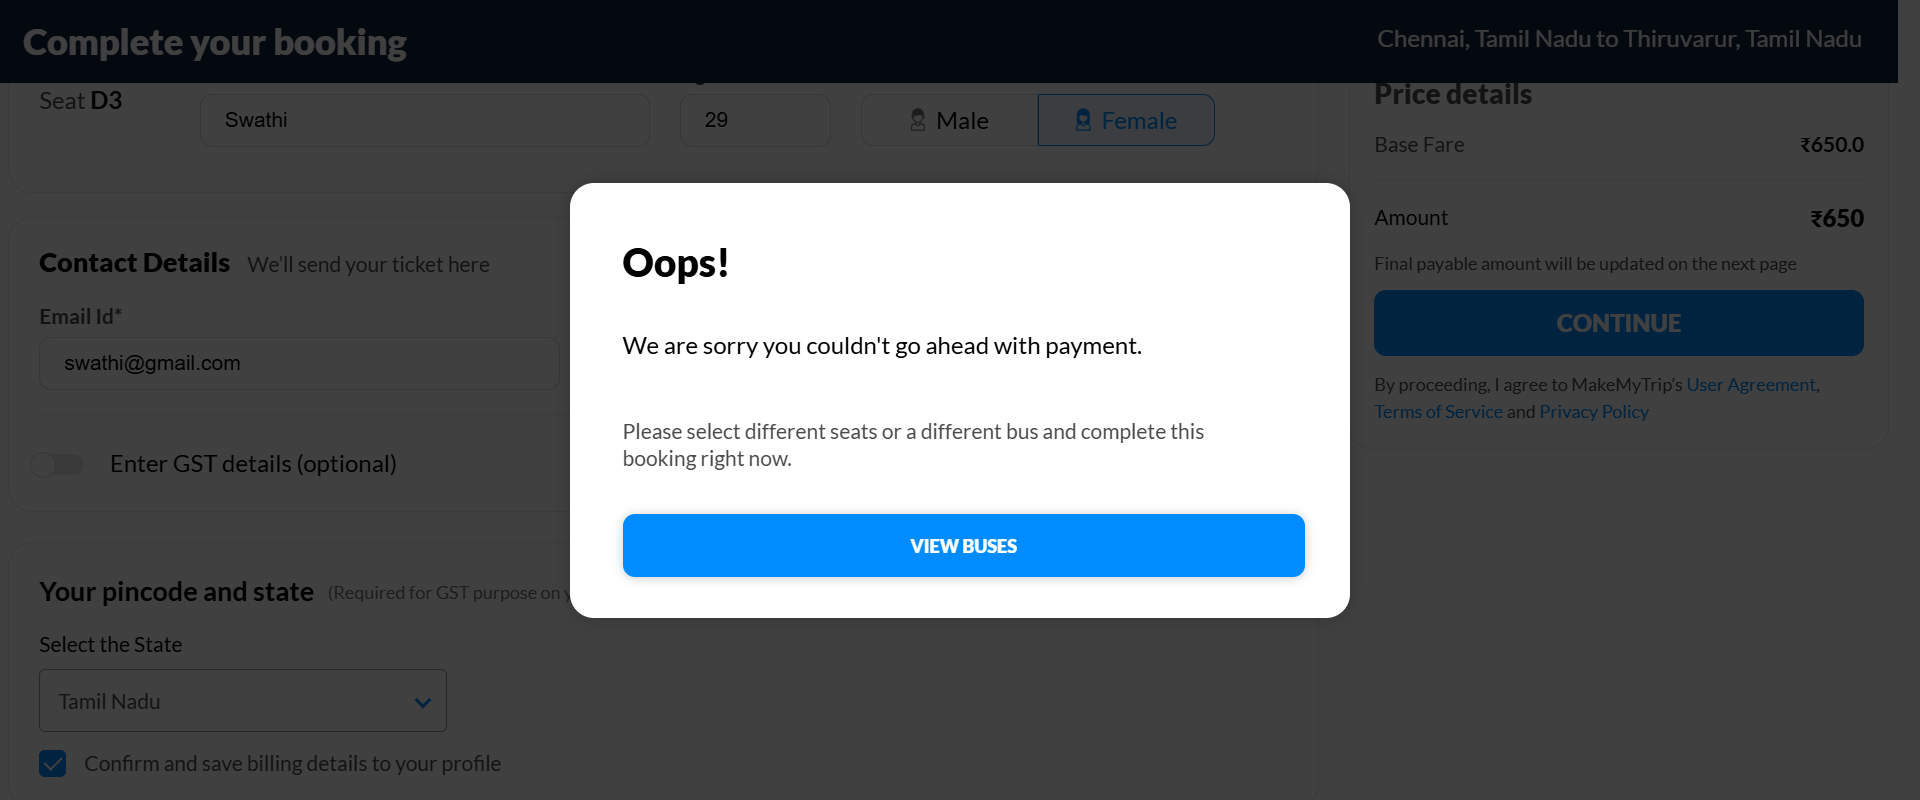 Complete your booking
Chennai, Tamil Nadu to Thiruvarur, Tamil Nadu
Seat D3
Swathi
29
Male
Female
Price details
Base Fare
₹650.0
Amount
₹650
Final payable amount will be updated on the next page
CONTINUE
By proceeding, I agree to MakeMyTrip's User Agreement,
Terms of Service and Privacy Policy
Contact Details We'll send your ticket here
Email Id*
swathi@gmail.com
Enter GST details (optional)
Your pincode and state (Required for GST purpose on
Select the State
Tamil Nadu
Confirm and save billing details to your profile
Oops!
We are sorry you couldn't go ahead with payment.
Please select different seats or a different bus and complete this
booking right now.
VIEW BUSES